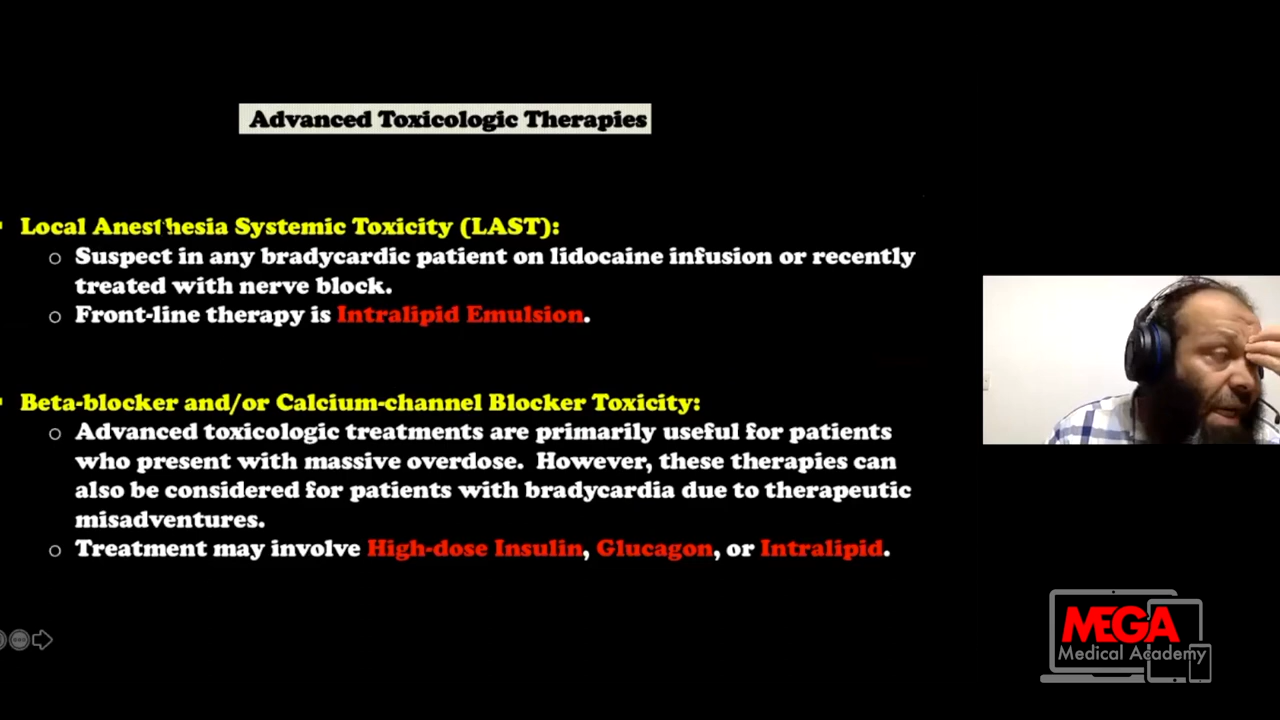 Advanced Toxicologic Therapies
Local Anesthesia Systemic Toxicity (LAST):
Suspect in any bradycardic patient on lidocaine infusion or recently
treated with nerve block.
Front-line therapy is Intralipid Emulsion.
Beta-blocker and/or Calcium-channel Blocker Toxicity:
Advanced toxicologic treatments are primarily useful for patients
who present with massive overdose. However, these therapies can
also be considered for patients with bradycardia due to therapeutic
misadventures.
Treatment may involve High-dose Insulin, Glucagon, or Intralipid.
MEGA
Medical Academy